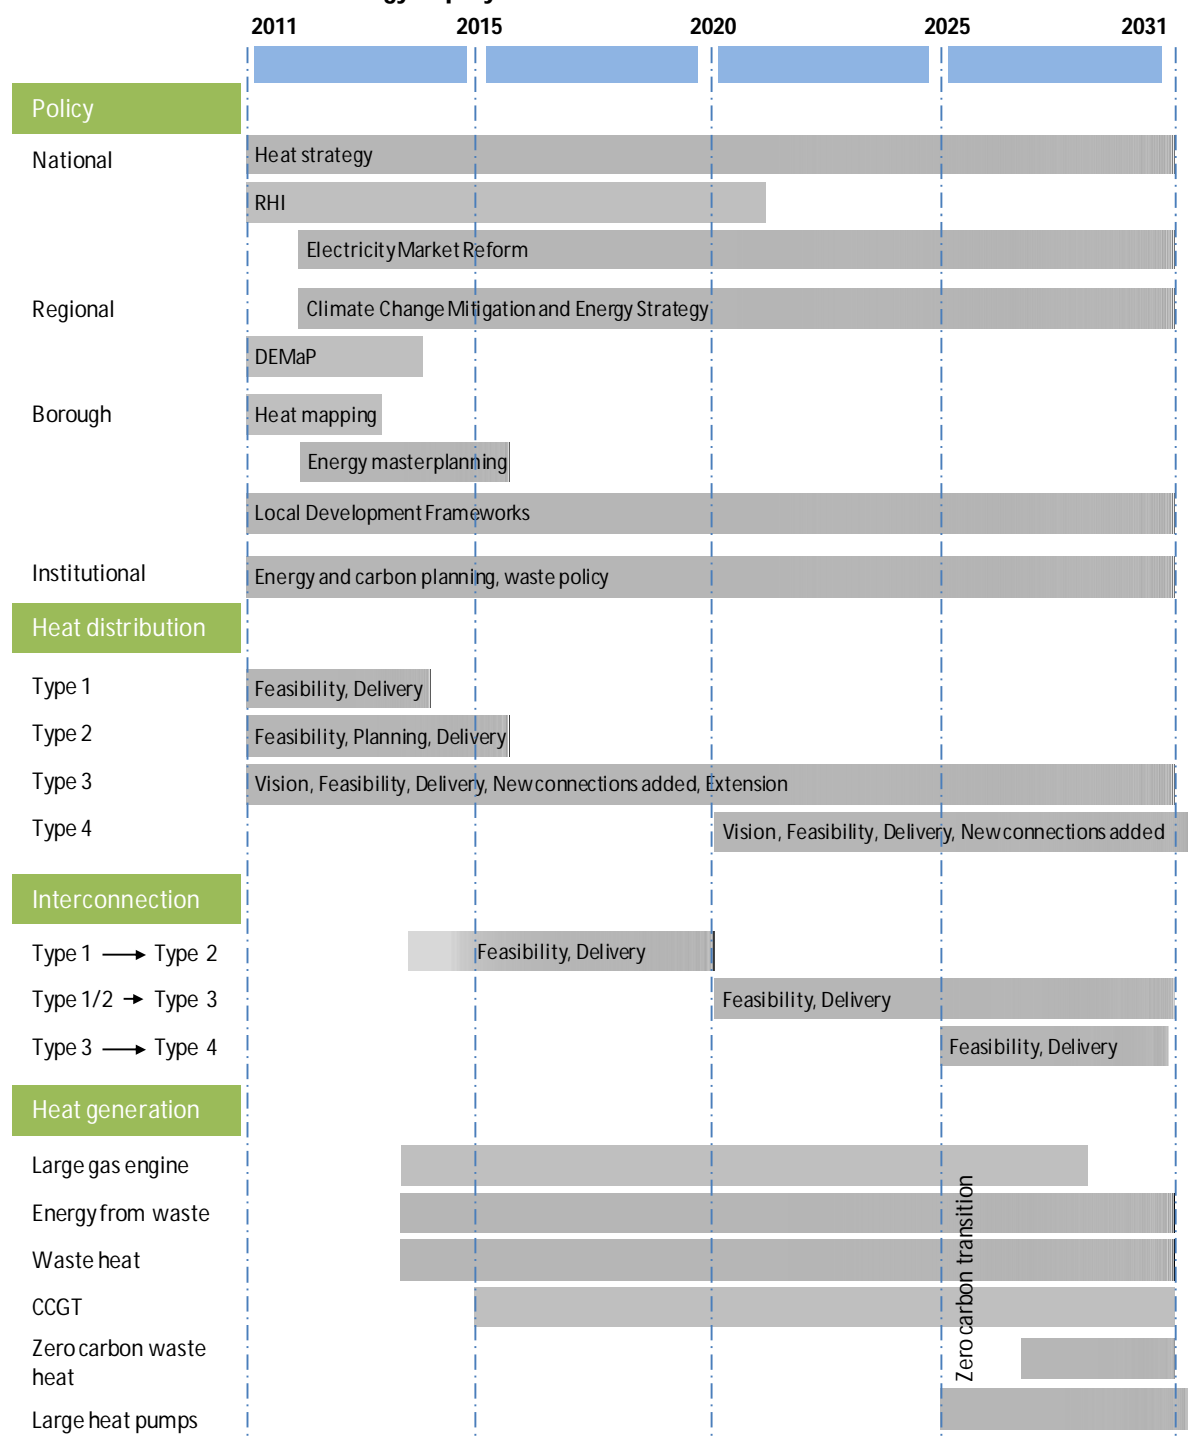 2011 2015 2020 2025 2031
Policy
National
Heat strategy
RHI
Electricity Market Reform
Regional
Climate Change Mitigation and Energy Strategy
DEMaP
Borough
Heat mapping
Energy masterplanning
Local Development Frameworks
Institutional
Energy and carbon planning, waste policy
Heat distribution
Type 1
Feasibility, Delivery
Type 2
Feasibility, Planning, Delivery
Type 3
Vision, Feasibility, Delivery, New connections added, Extension
Type 4
Vision, Feasibility, Delivery, New connections added
Interconnection
Type 1 → Type 2
Feasibility, Delivery
Type 1/2 → Type 3
Feasibility, Delivery
Type 3 → Type 4
Feasibility, Delivery
Heat generation
Large gas engine
Energy from waste
Waste heat
CCGT
Zero carbon waste
heat
Large heat pumps
Zero carbon transition